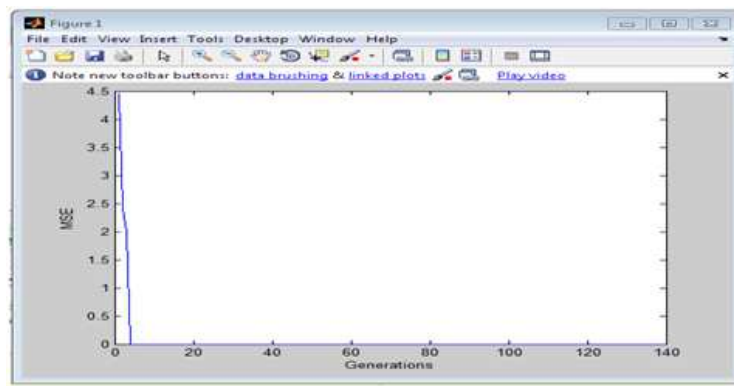 Figure 1
File Edit View Insert Tools Desktop Window Help
Note new toolbar buttons: data brushing & linked plots Play video
4.5
4
3.5
3
2.5
2
1.5
1
0.5
0
MSE
0 20 40 60 80 100 120 140
Generations